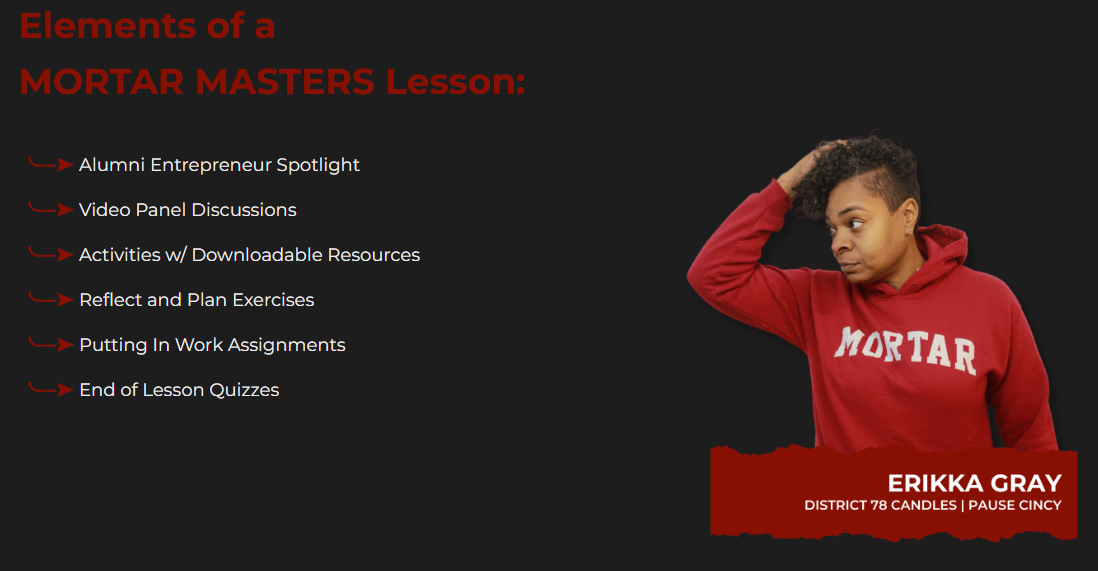 Elements of a
MORTAR MASTERS Lesson:
Alumni Entrepreneur Spotlight
Video Panel Discussions
Activities w/ Downloadable Resources
Reflect and Plan Exercises
Putting In Work Assignments
End of Lesson Quizzes
MORTAR
ERIKKA GRAY
DISTRICT 78 CANDLES | PAUSE CINCY